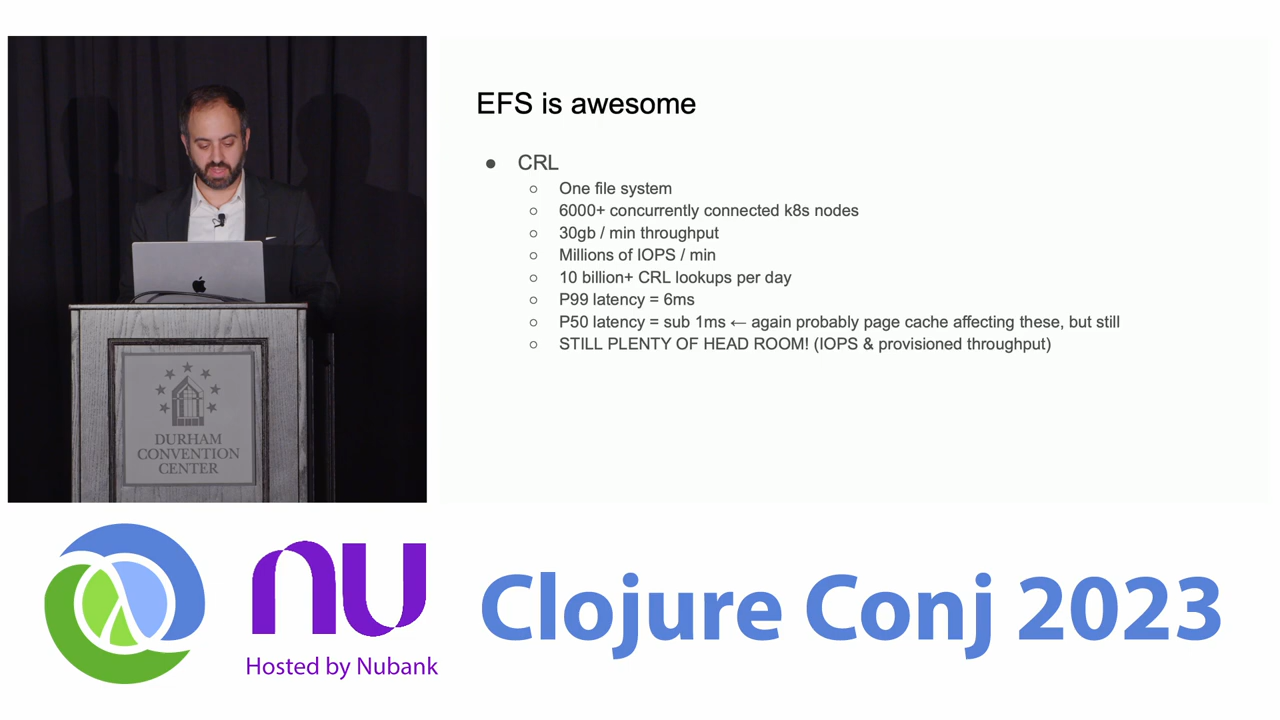 EFS is awesome
● CRL
○ One file system
○ 6000+ concurrently connected k8s nodes
○ 30gb / min throughput
○ Millions of IOPS / min
○ 10 billion+ CRL lookups per day
○ P99 latency = 6ms
○ P50 latency = sub 1ms ← again probably page cache affecting these, but still
○ STILL PLENTY OF HEAD ROOM! (IOPS & provisioned throughput)
DURHAM
CONVENTION
CENTER
nu
Hosted by Nubank
Clojure Conj 2023